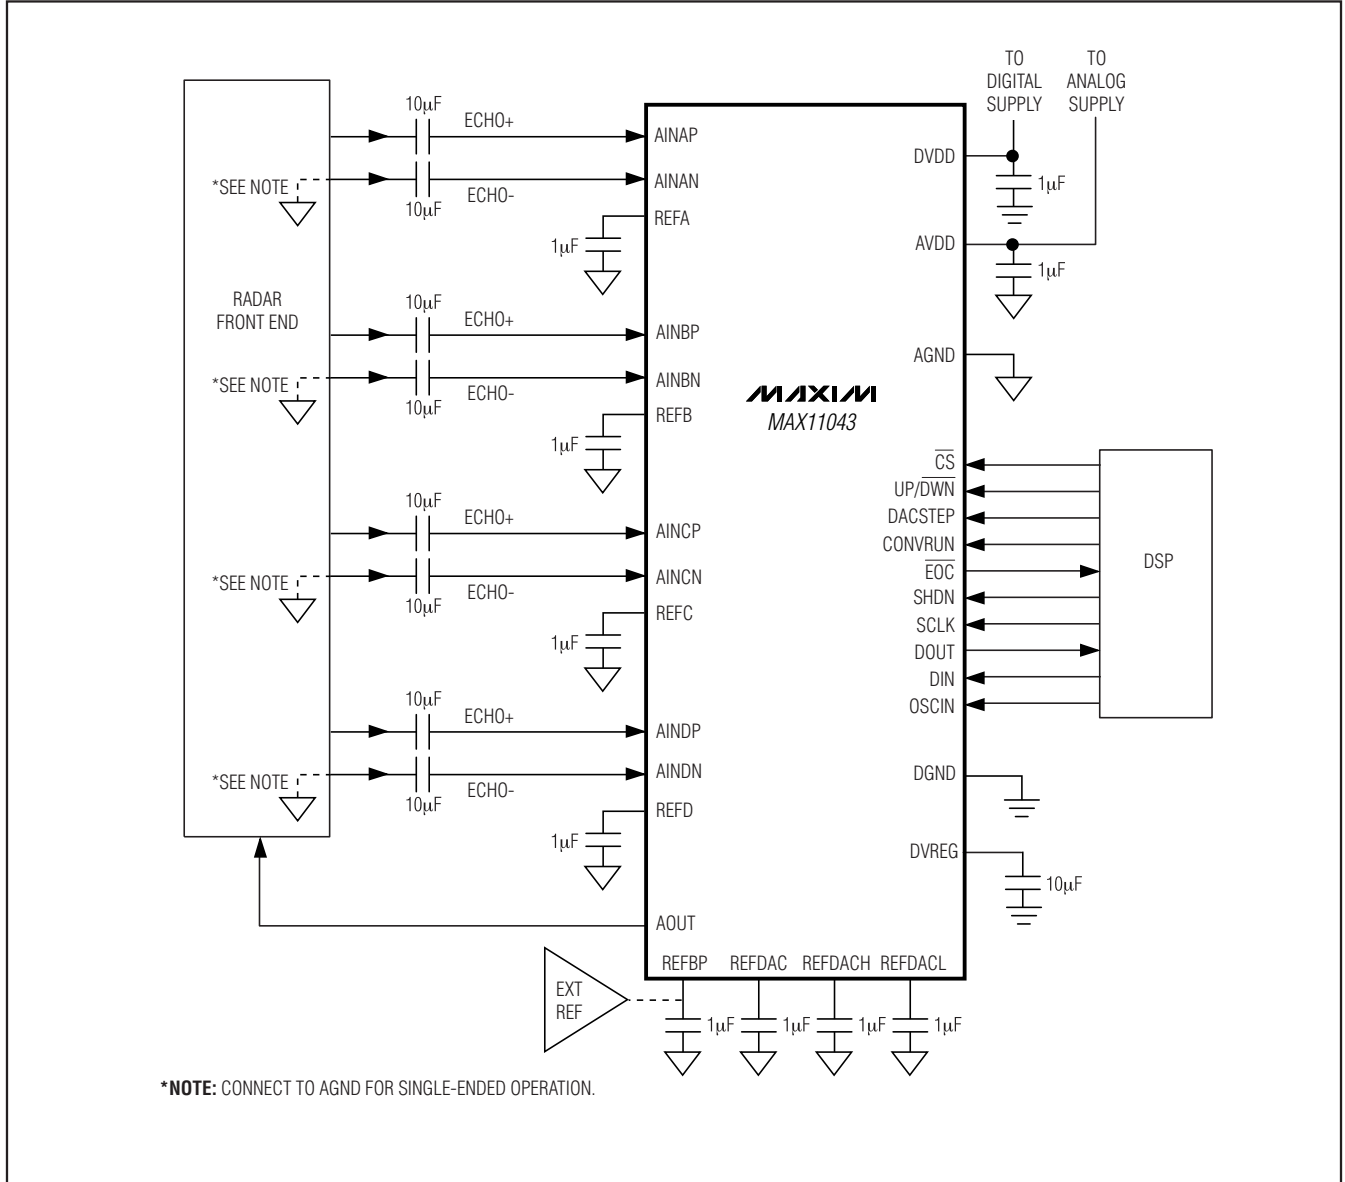 TO
DIGITAL
SUPPLY
TO
ANALOG
SUPPLY
10µF
ECHO+
AINAP
*SEE NOTE
AINAN
10µF
ECHO-
REFA
1µF
RADAR
FRONT END
10µF
ECHO+
AINBP
*SEE NOTE
AINBN
10µF
ECHO-
REFB
1µF
10µF
ECHO+
AINCP
*SEE NOTE
AINCN
10µF
ECHO-
REFC
1µF
10µF
ECHO+
AINDP
*SEE NOTE
AINDN
10µF
ECHO-
REFD
1µF
AOUT
MAXIM
MAX11043
DVDD
1µF
AVDD
1µF
AGND
CS
UP/DWN
DACSTEP
CONVRUN
EOC
SHDN
SCLK
DOUT
DIN
OSCIN
DSP
DGND
DVREG
10µF
REFBP REFDAC REFDACH REFDACL
EXT
REF
1µF 1µF 1µF 1µF
*NOTE: CONNECT TO AGND FOR SINGLE-ENDED OPERATION.